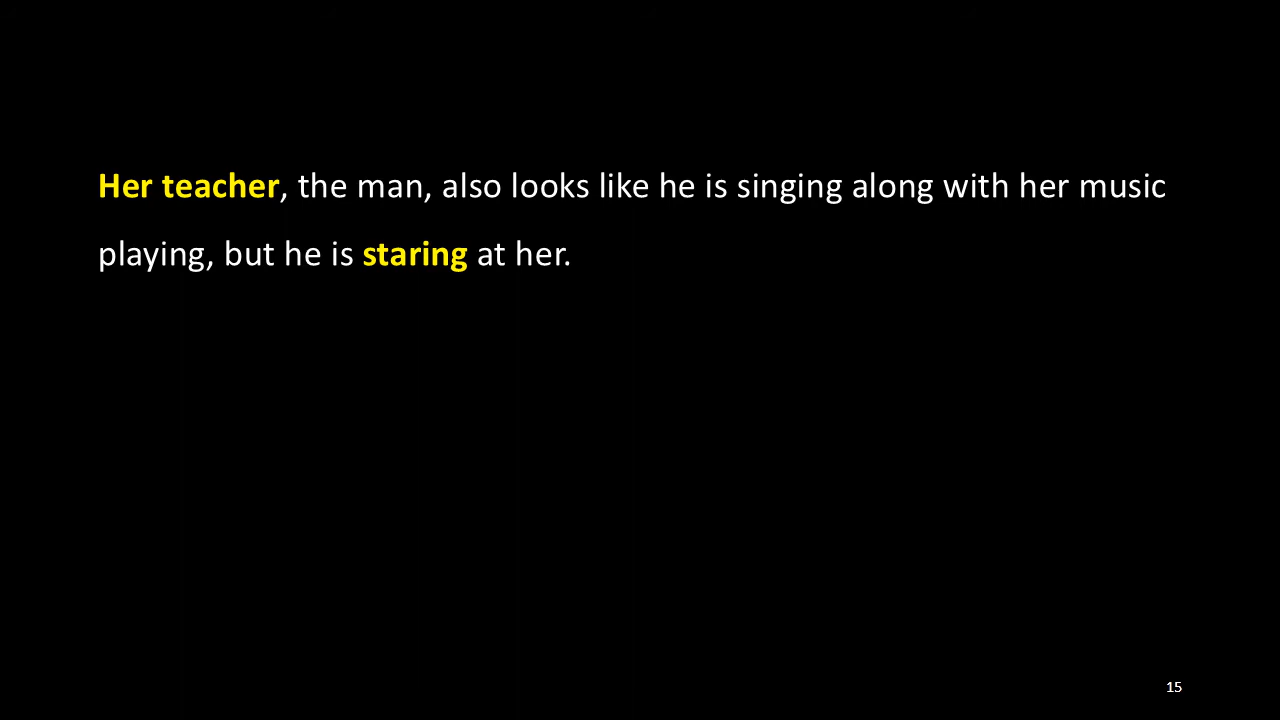 Her teacher, the man, also looks like he is singing along with her music
playing, but he is staring at her.
15